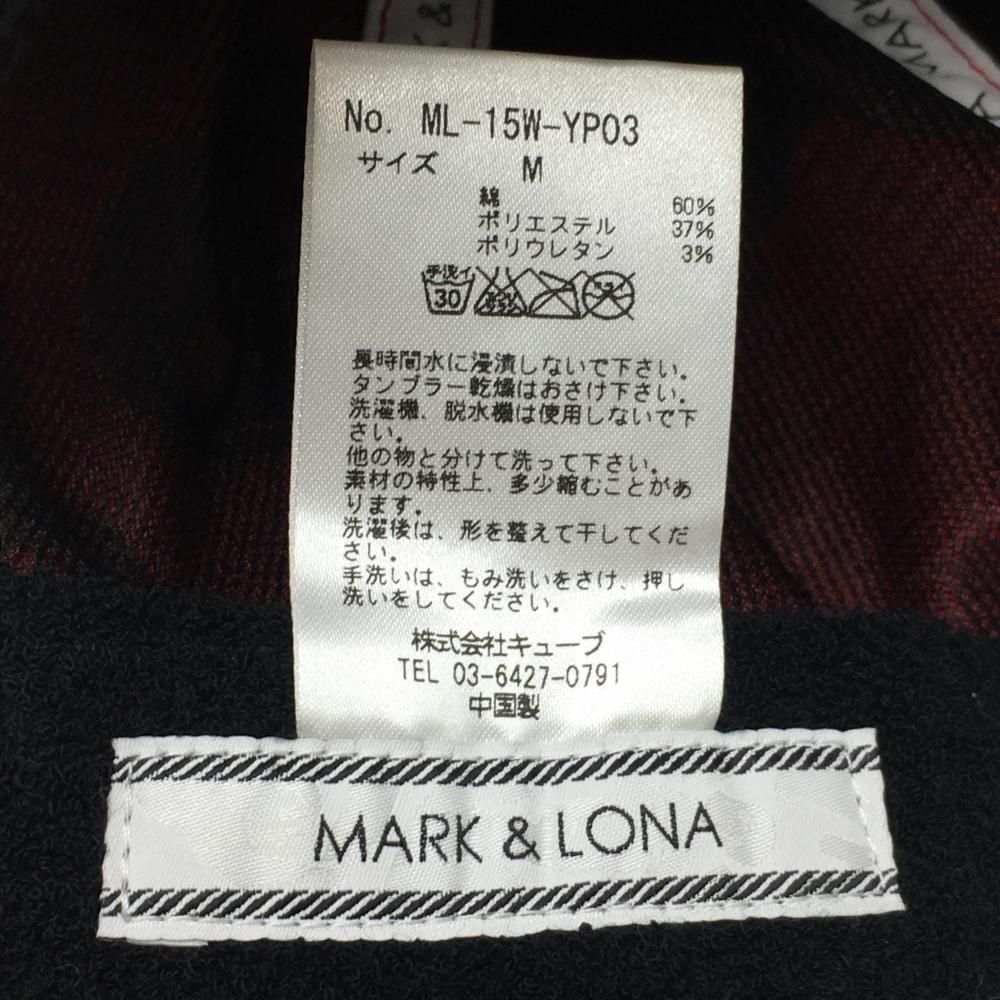 & 
MARK
No. ML-15W-YP03
サイズ M
綿 60%
ポリエステル 37%
ポリウレタン 3%
手洗イ
30
長時間水に浸漬しないで下さい。
タンブラー乾燥はおさけ下さい。
洗濯機、脱水機は使用しないで下
さい。
他の物と分けて洗って下さい。
素材の特性上、多少縮むことがあ
ります。
洗濯後は、形を整えて干してくだ
さい。
手洗いは、もみ洗いをさけ、押し
洗いをしてください。
株式会社キューブ
TEL 03-6427-0791
中国製
MARK & LONA